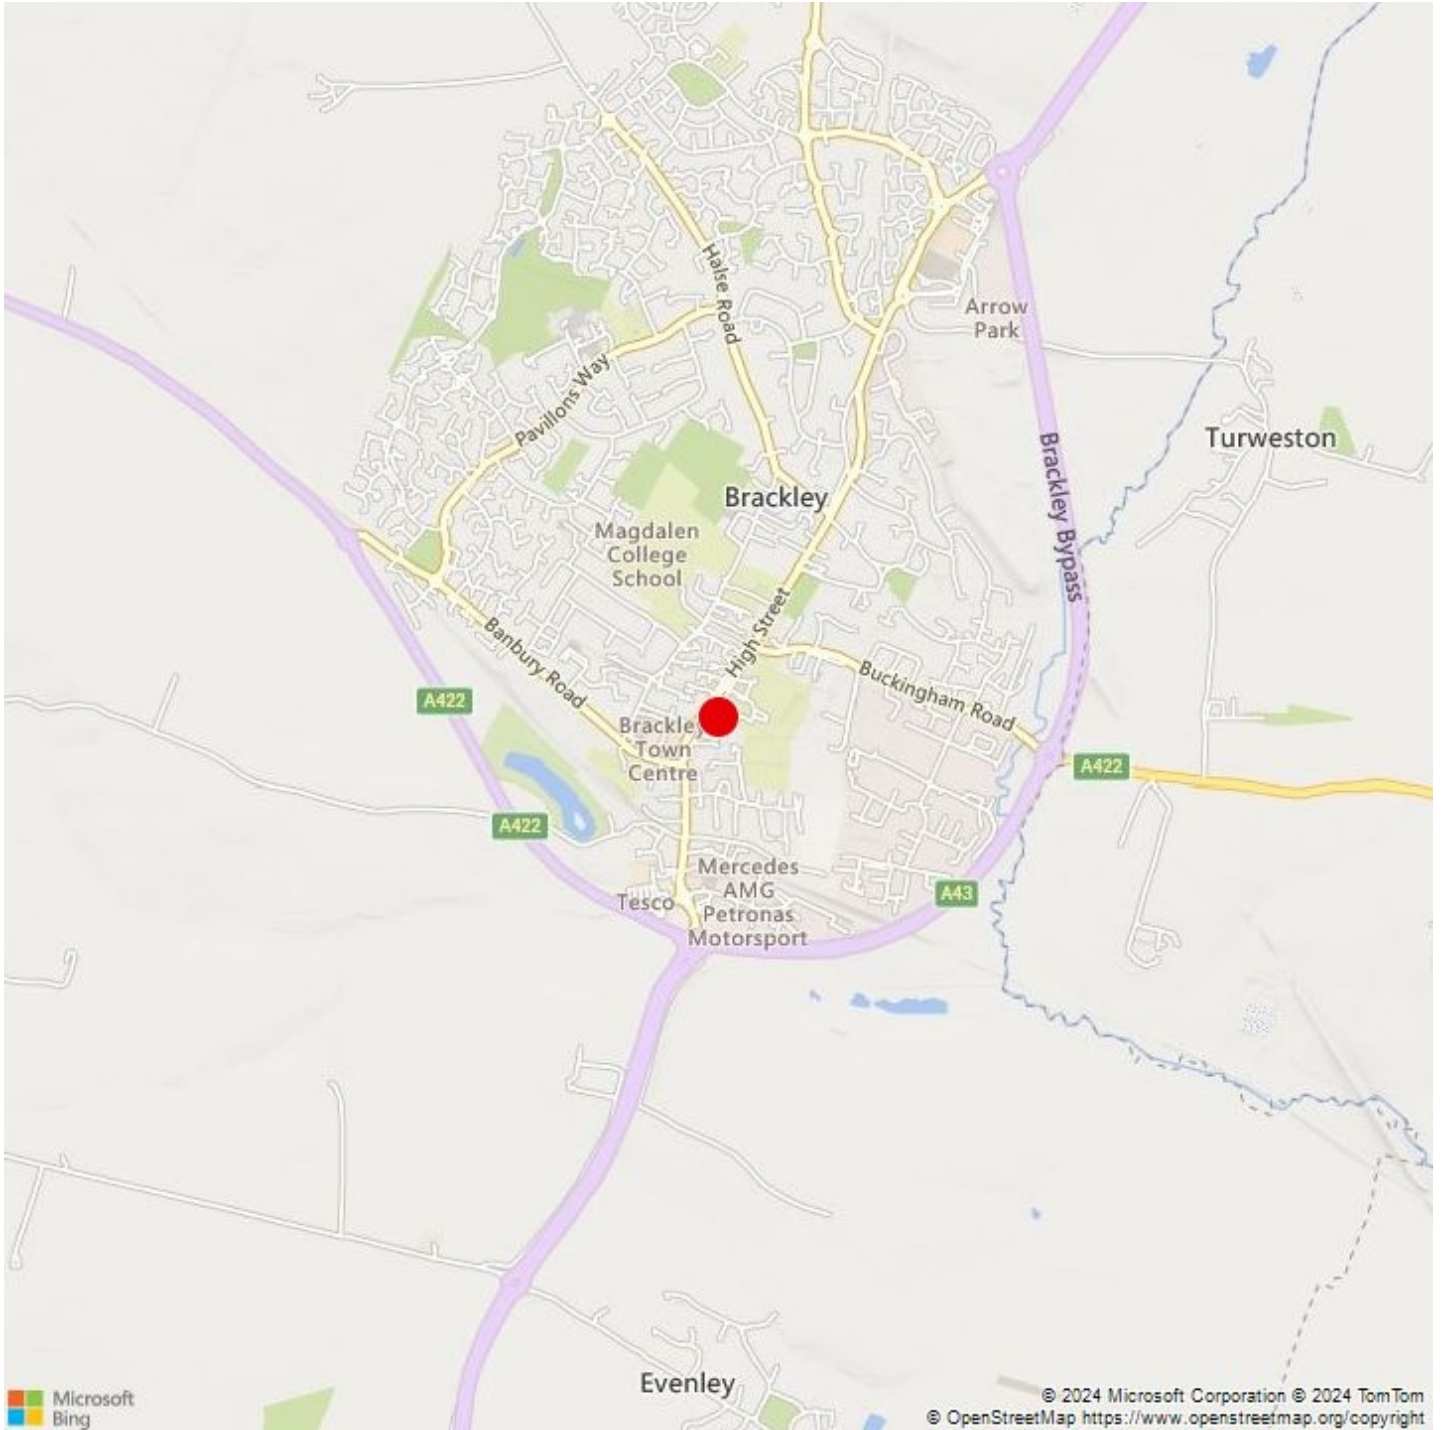 Halse Road
Arrow
Park
Pavillons Way
Turweston
Brackley Bypass
Brackley
Magdalen
College
School
High Street
Banbury Road
Buckingham Road
A422
Brackley
Town
Centre
A422
A422
Mercedes
AMG
Petronas
Motorsport
Tesco
A43
Evenley
Microsoft
Bing
© 2024 Microsoft Corporation © 2024 TomTom
© OpenStreetMap https://www.openstreetmap.org/copyright